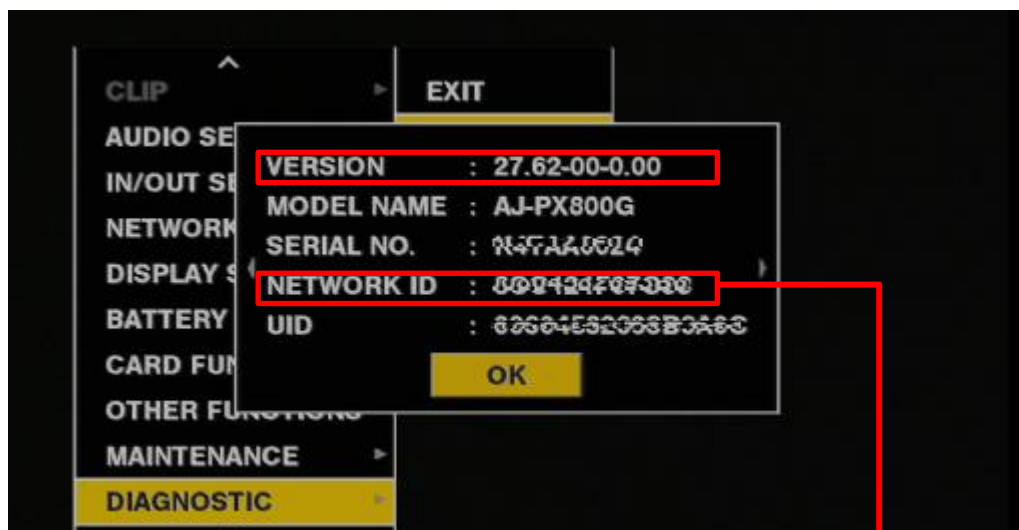 CLIP
EXIT
AUDIO SE
VERSION : 27.62-00-0.00
IN/OUT SE
MODEL NAME : AJ-PX800G
NETWORK
SERIAL NO. :
DISPLAY S
NETWORK ID :
BATTERY
UID :
CARD FUN
OK
OTHER FUNCTIONS
MAINTENANCE
DIAGNOSTIC